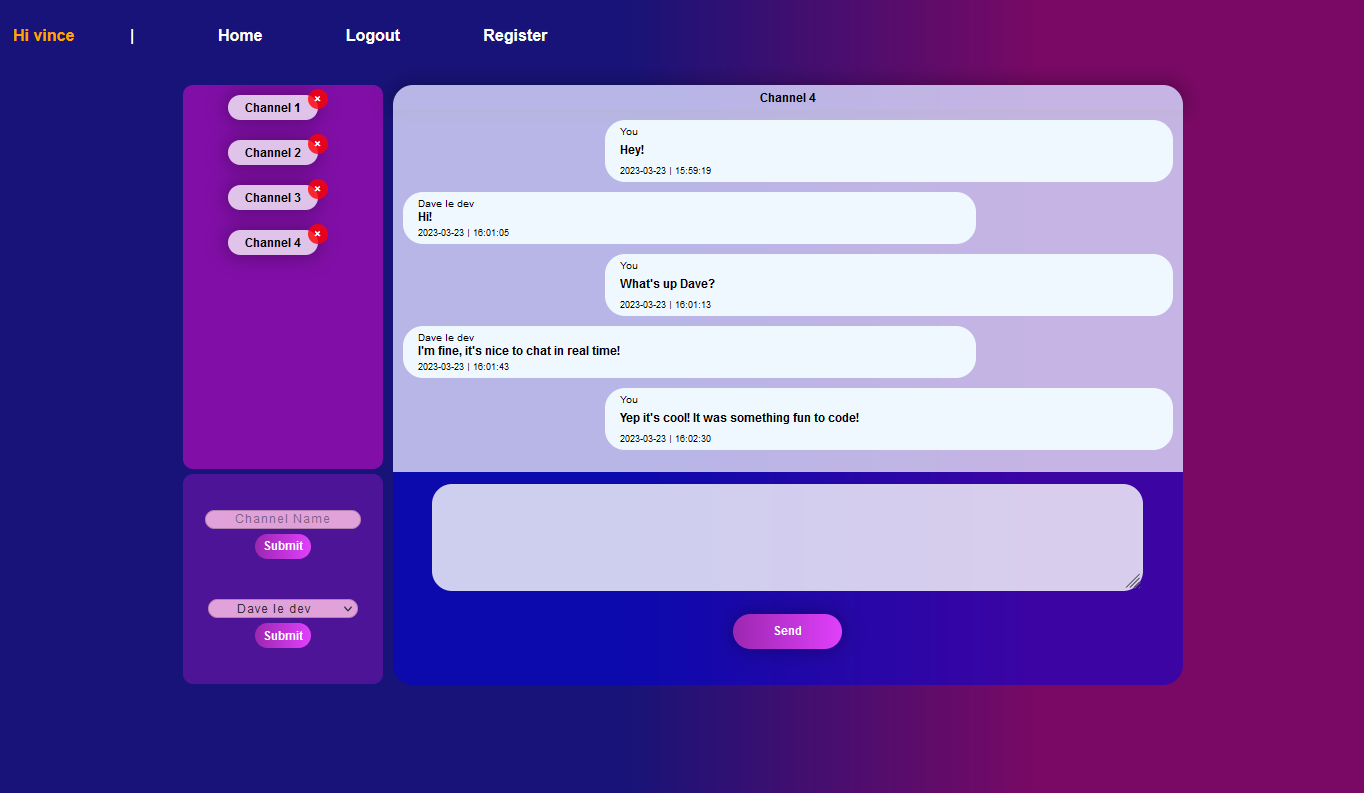 Hi vince | Home Logout Register
Channel 1
Channel 2
Channel 3
Channel 4
Channel Name
Submit
Dave le dev
Submit
Channel 4
You
Hey!
2023-03-23 | 15:59:19
Dave le dev
Hi!
2023-03-23 | 16:01:05
You
What's up Dave?
2023-03-23 | 16:01:13
Dave le dev
I'm fine, it's nice to chat in real time!
2023-03-23 | 16:01:43
You
Yep it's cool! It was something fun to code!
2023-03-23 | 16:02:30
Send